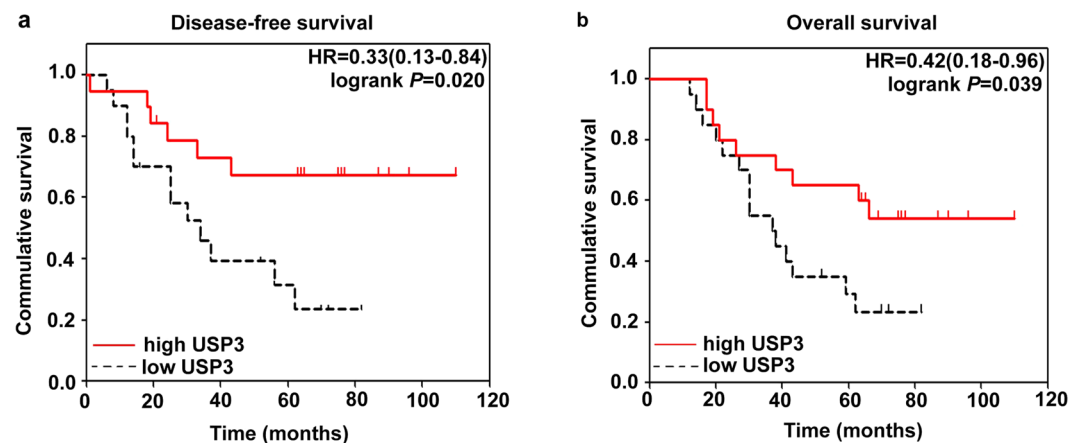 a
Disease-free survival
HR=0.33(0.13-0.84)
logrank P=0.020
Commulative survival
1.0
0.8
0.6
0.4
0.2
0.0
high USP3
low USP3
0 20 40 60 80 100 120
Time (months)
b
Overall survival
HR=0.42(0.18-0.96)
logrank P=0.039
Commulative survival
1.0
0.8
0.6
0.4
0.2
0.0
high USP3
low USP3
0 20 40 60 80 100 120
Time (months)